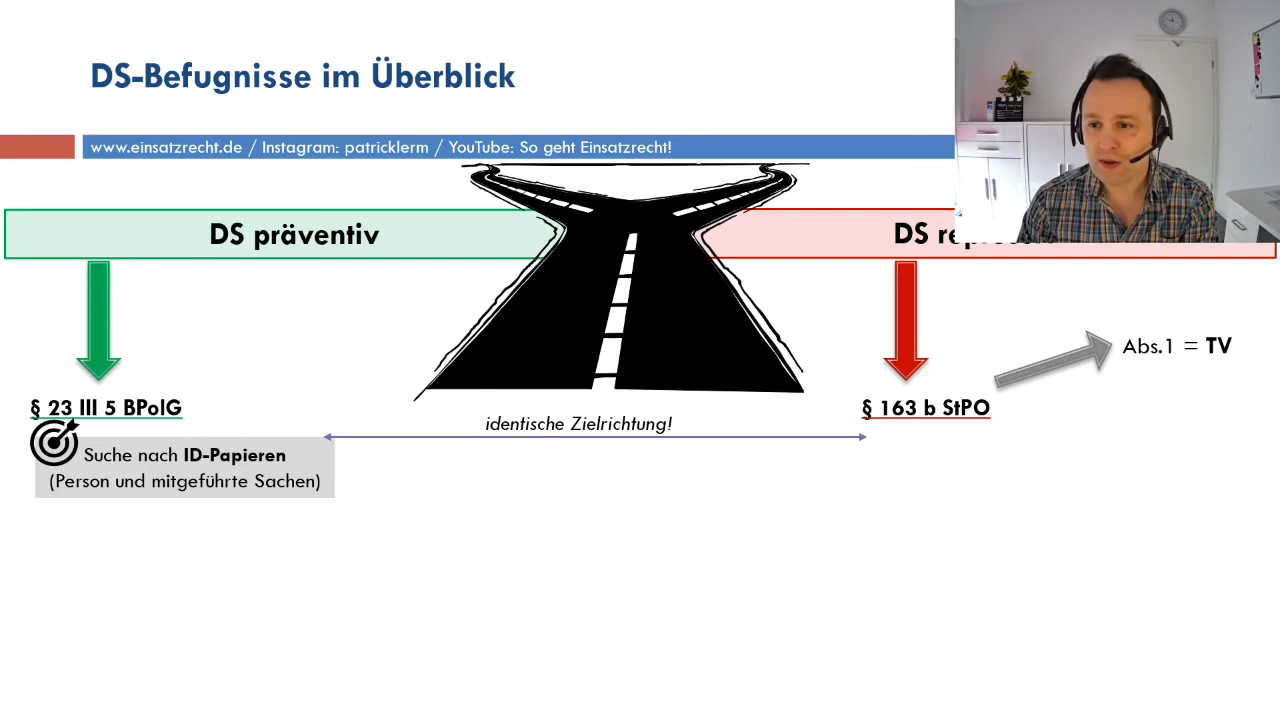 DS-Befugnisse im Überblick
www.einsatzrecht.de / Instagram: patricklerm / YouTube: So geht Einsatzrecht!
DS präventiv
DS
Abs.1 = TV
§ 23 III 5 BPolG
§ 163 b StPO
identische Zielrichtung!
Suche nach ID-Papieren
(Person und mitgeführte Sachen)